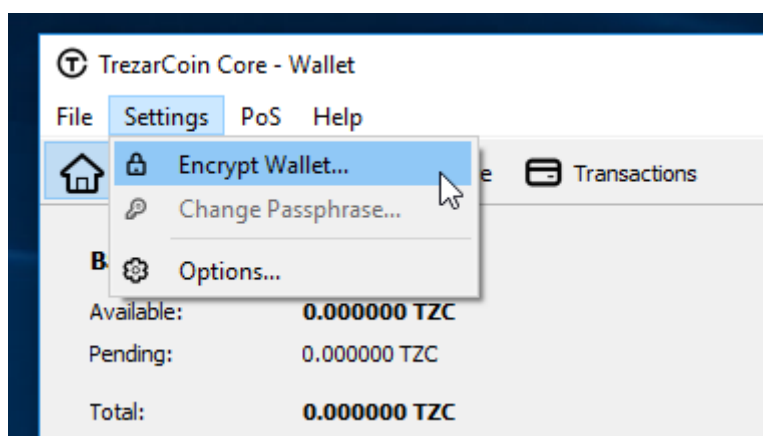 TrezarCoin Core - Wallet
File Settings PoS Help
Encrypt Wallet... e Transactions
Change Passphrase...
B
Options...
Available: 0.000000 TZC
Pending: 0.000000 TZC
Total: 0.000000 TZC